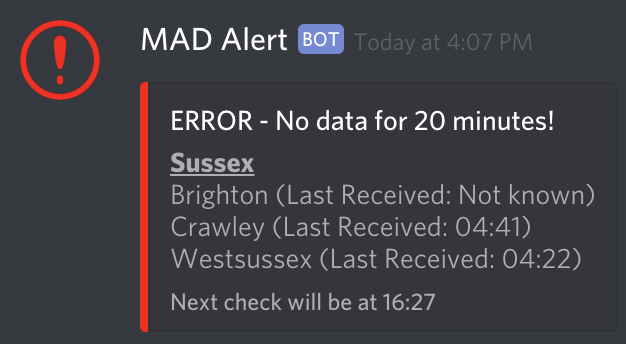 MAD Alert BOT Today at 4:07 PM
ERROR - No data for 20 minutes!
Sussex
Brighton (Last Received: Not known)
Crawley (Last Received: 04:41)
Westsussex (Last Received: 04:22)
Next check will be at 16:27